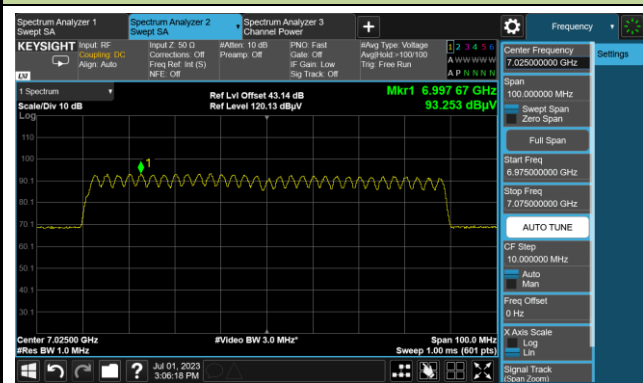 Spectrum Analyzer 1
Swept SA
Spectrum Analyzer 2
Swept SA
Spectrum Analyzer 3
Channel Power
+
Frequency
KEYSIGHT
Input: RF
Coupling: DC
Align: Auto
Input Z: 50 Ω
Corrections: Off
Freq Ref: Int (S)
NFE: Off
#Atten: 10 dB
Preamp: Off
PNO: Fast
Gate: Off
IF Gain: Low
Sig Track: Off
#Avg Type: Voltage
Avg|Hold:>100/100
Trig: Free Run
1 2 3 4 5 6
A W W W W W
A P N N N N
LXI
1 Spectrum
Scale/Div 10 dB
Log
Ref Lvl Offset 43.14 dB
Ref Level 120.13 dBµV
Mkr1 6.997 67 GHz
93.253 dBµV
110
100
90.1
80.1
70.1
60.1
50.1
40.1
30.1
1
Center 7.02500 GHz
#Res BW 1.0 MHz
#Video BW 3.0 MHz*
Span 100.0 MHz
Sweep 1.00 ms (601 pts)
Center Frequency
7.025000000 GHz
Span
100.000000 MHz
Swept Span
Zero Span
Full Span
Start Freq
6.975000000 GHz
Stop Freq
7.075000000 GHz
AUTO TUNE
CF Step
10.000000 MHz
Auto
Man
Freq Offset
0 Hz
X Axis Scale
Log
Lin
Signal Track
(Span Zoom)
Settings
?
Jul 01, 2023
3:06:18 PM